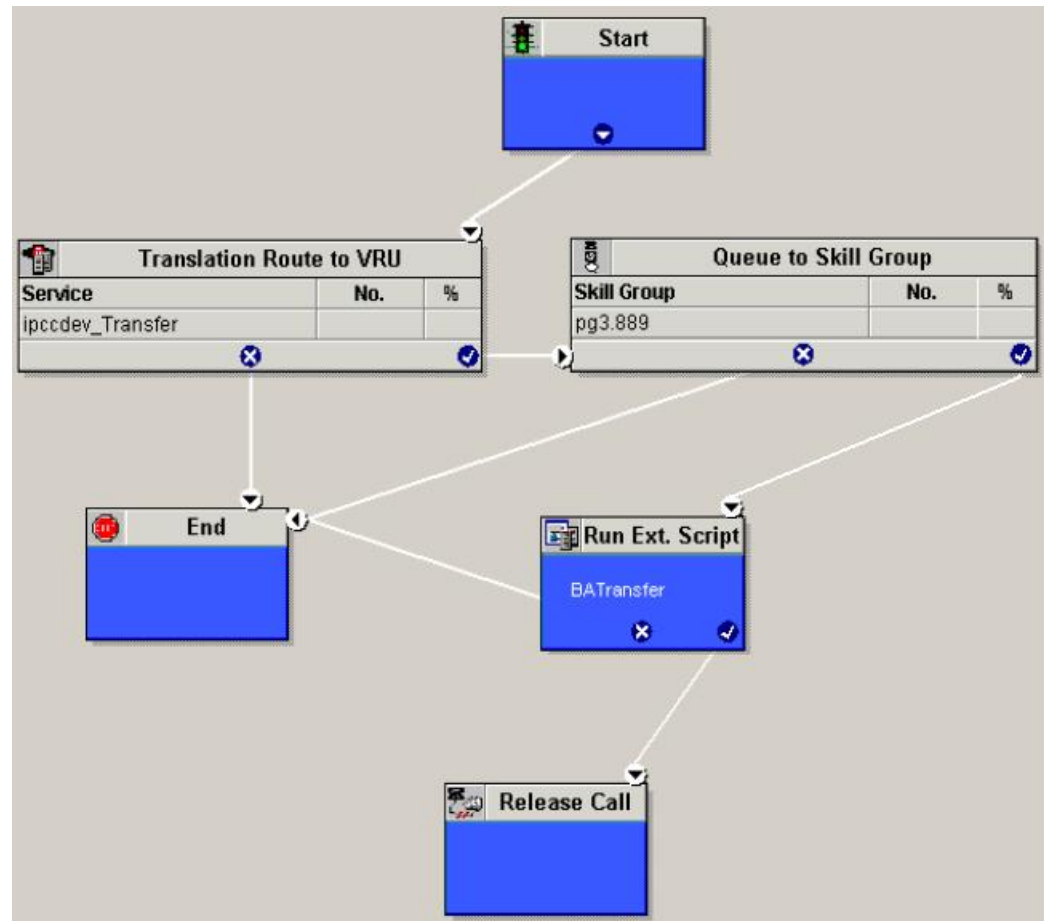 Start
Translation Route to VRU
Service No. %
ipccdev_Transfer
Queue to Skill Group
Skill Group No. %
pg3.889
End
Run Ext. Script
BATransfer
Release Call